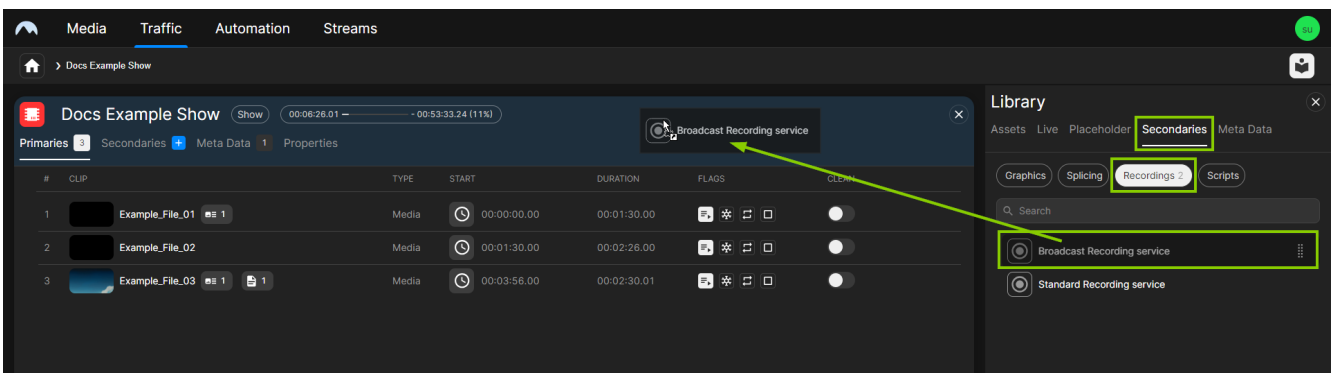 Media Traffic Automation Streams
SU
Docs Example Show
Docs Example Show Show 00:06:26.01 - 00:53:33.24 (11%)
Primaries 3 Secondaries + Meta Data 1 Properties
Broadcast Recording service
# CLIP TYPE START DURATION FLAGS CLEAN
1 Example_File_01 1 Media 00:00:00.00 00:01:30.00
2 Example_File_02 Media 00:01:30.00 00:02:26.00
3 Example_File_03 1 1 Media 00:03:56.00 00:02:30.01
Library
Assets Live Placeholder Secondaries Meta Data
Graphics Splicing Recordings 2 Scripts
Search
Broadcast Recording service
Standard Recording service